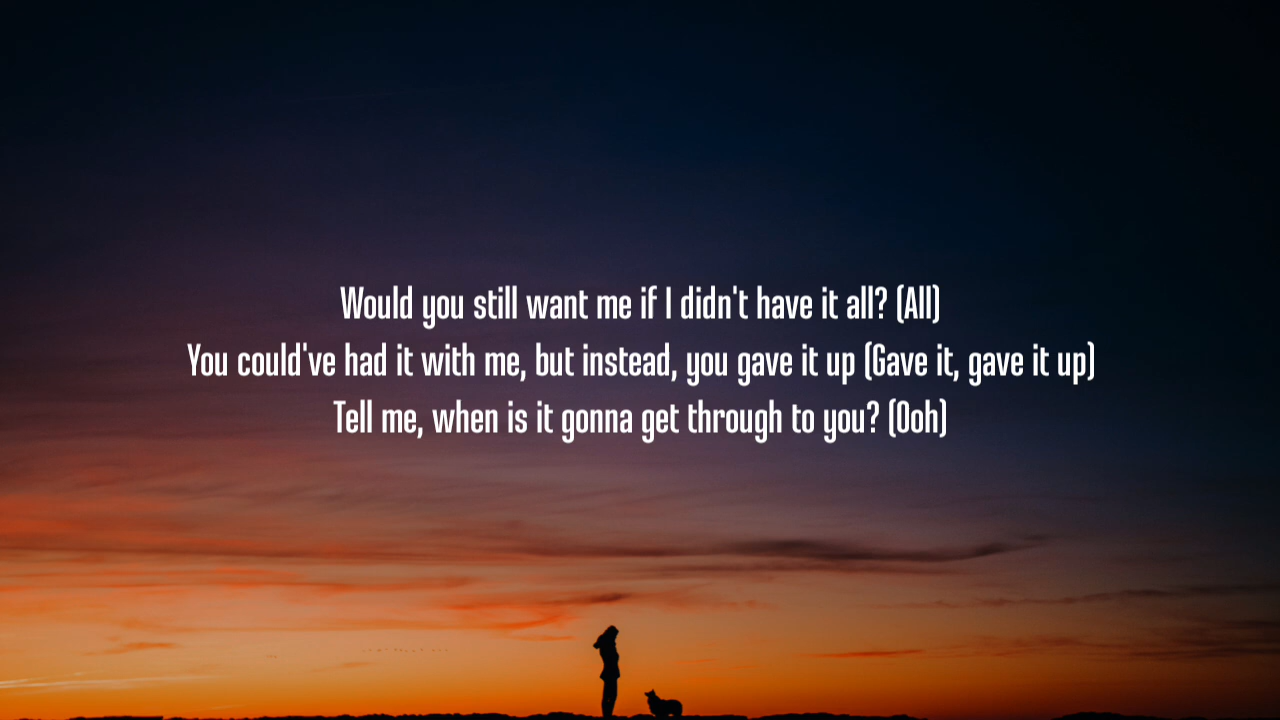 Would you still want me if I didn't have it all? (All)
You could've had it with me, but instead, you gave it up (Gave it, gave it up)
Tell me, when is it gonna get through to you? (Ooh)